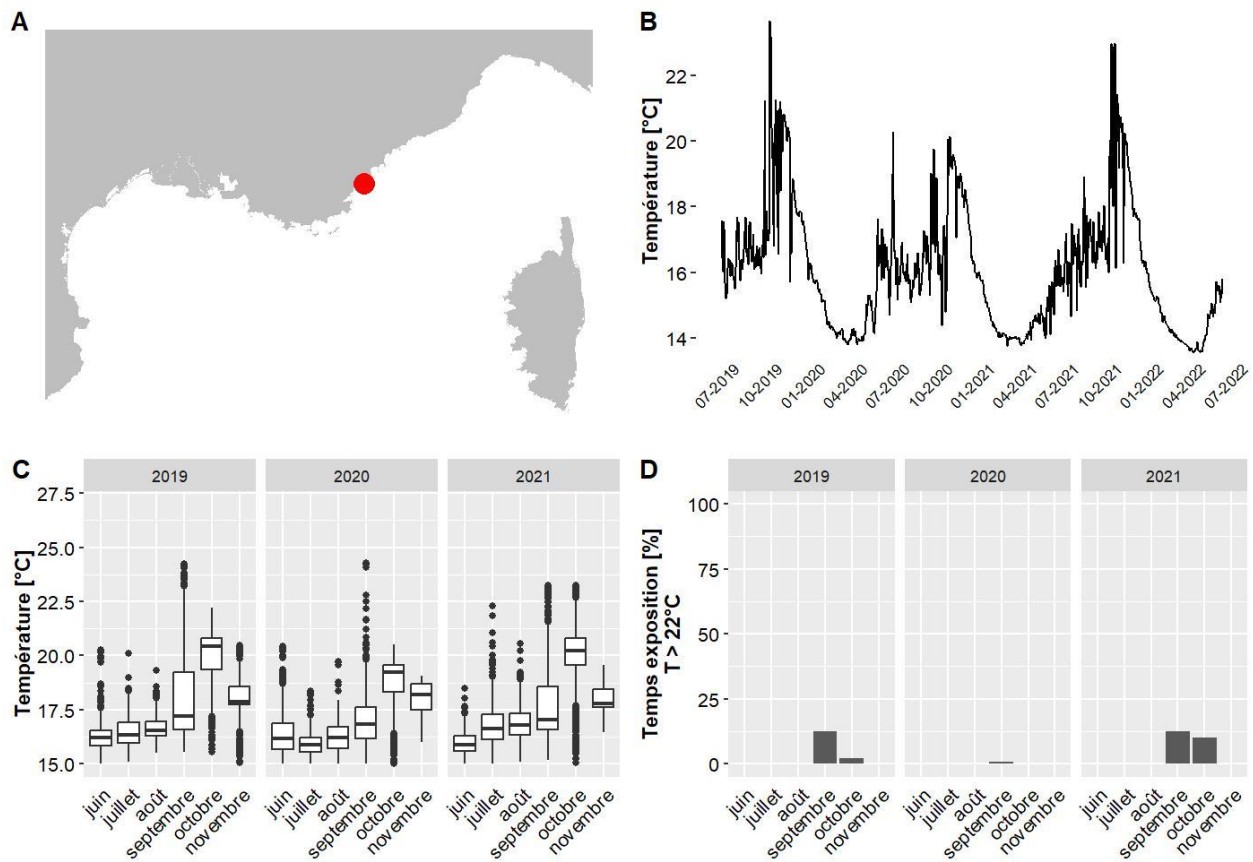 A
B
Température [°C]
22
20
18
16
14
07-2019
10-2019
01-2020
04-2020
07-2020
10-2020
01-2021
04-2021
07-2021
10-2021
01-2022
04-2022
07-2022
C
2019
2020
2021
Température [°C]
27.5
25.0
22.5
20.0
17.5
15.0
juin
juillet
août
septembre
octobre
novembre
juin
juillet
août
septembre
octobre
novembre
juin
juillet
août
septembre
octobre
novembre
D
2019
2020
2021
Temps exposition [%]
T > 22°C
100
75
50
25
0
juin
juillet
août
septembre
octobre
novembre
juin
juillet
août
septembre
octobre
novembre
juin
juillet
août
septembre
octobre
novembre